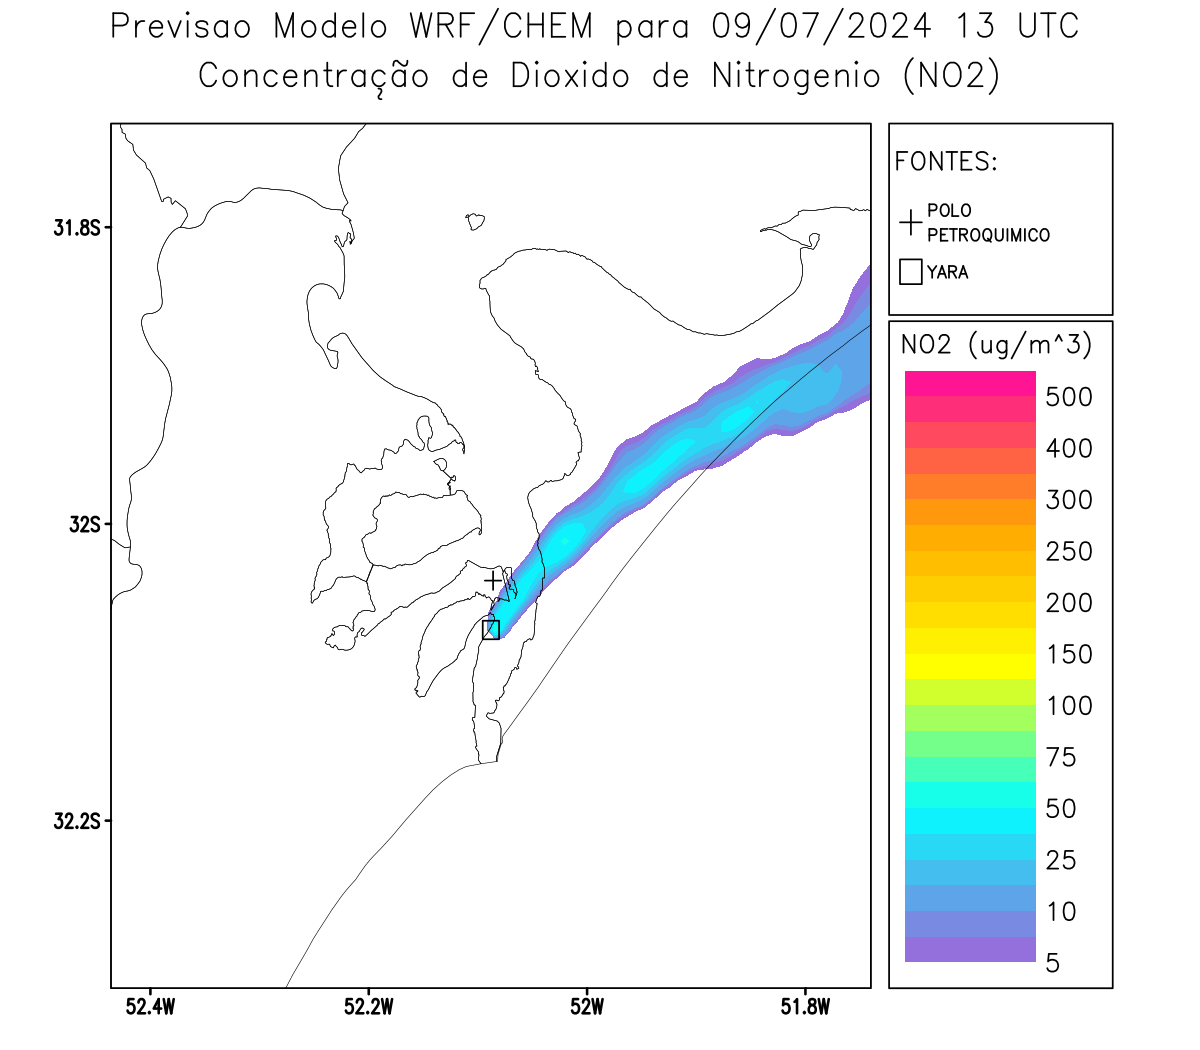 Previsao Modelo WRF/CHEM para 09/07/2024 13 UTC
Concentração de Dioxido de Nitrogenio (NO2)
FONTES:
POLO
PETROQUIMICO
YARA
NO2 (ug/m^3)
500
400
300
250
200
150
100
75
50
25
10
5
31.8S
32S
32.2S
52.4W
52.2W
52W
51.8W